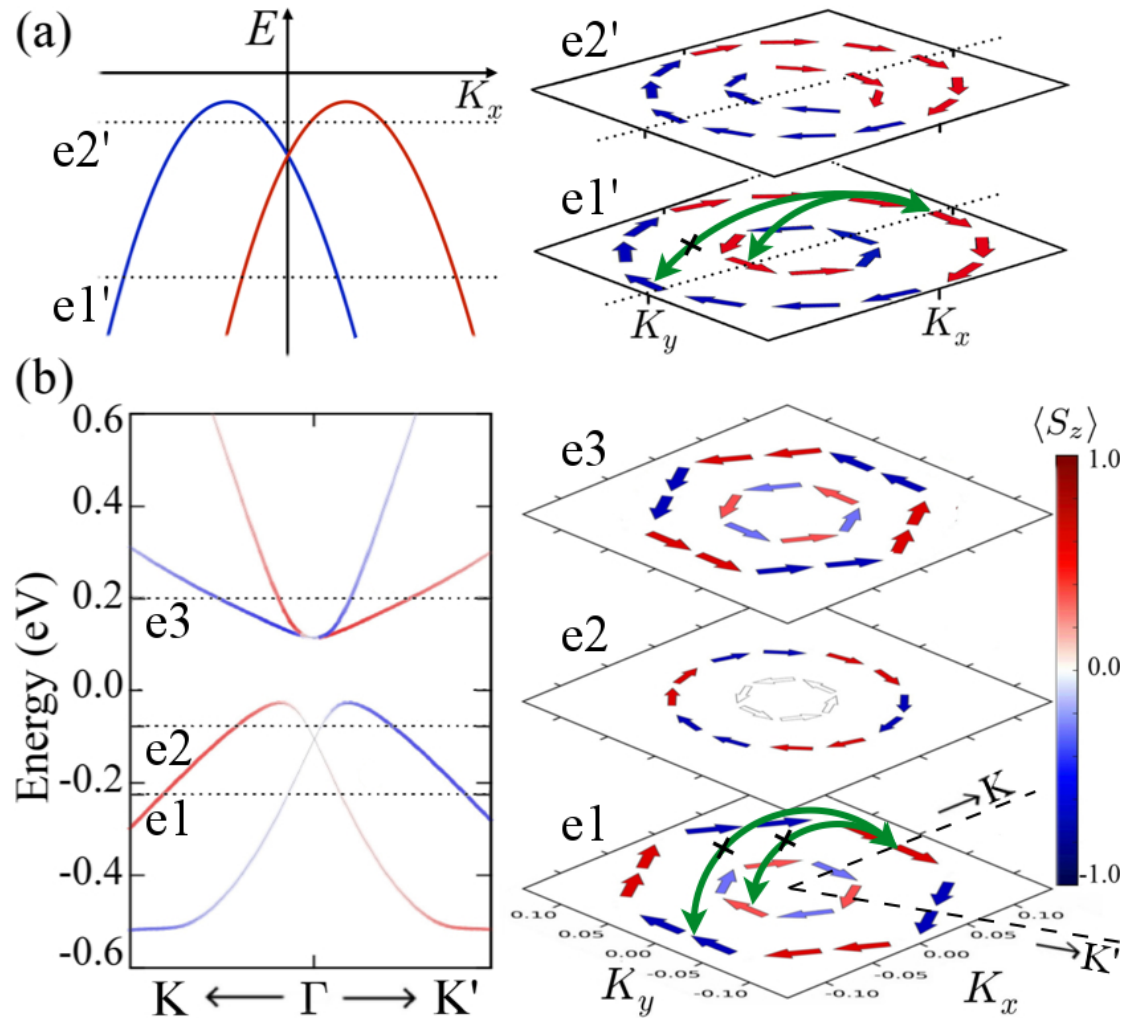 (a)
E
K_x
e2'
e1'
e2'
e1'
K_y
K_x
(b)
0.6
0.4
0.2
0.0
-0.2
-0.4
-0.6
Energy (eV)
e3
e2
e1
K ← Γ → K'
e3
e2
e1
⟨S_z⟩
1.0
0.0
-1.0
→ K
→ K'
0.10
0.05
0.00
-0.05
-0.10
K_y
0.10
0.05
0.00
-0.05
-0.10
K_x